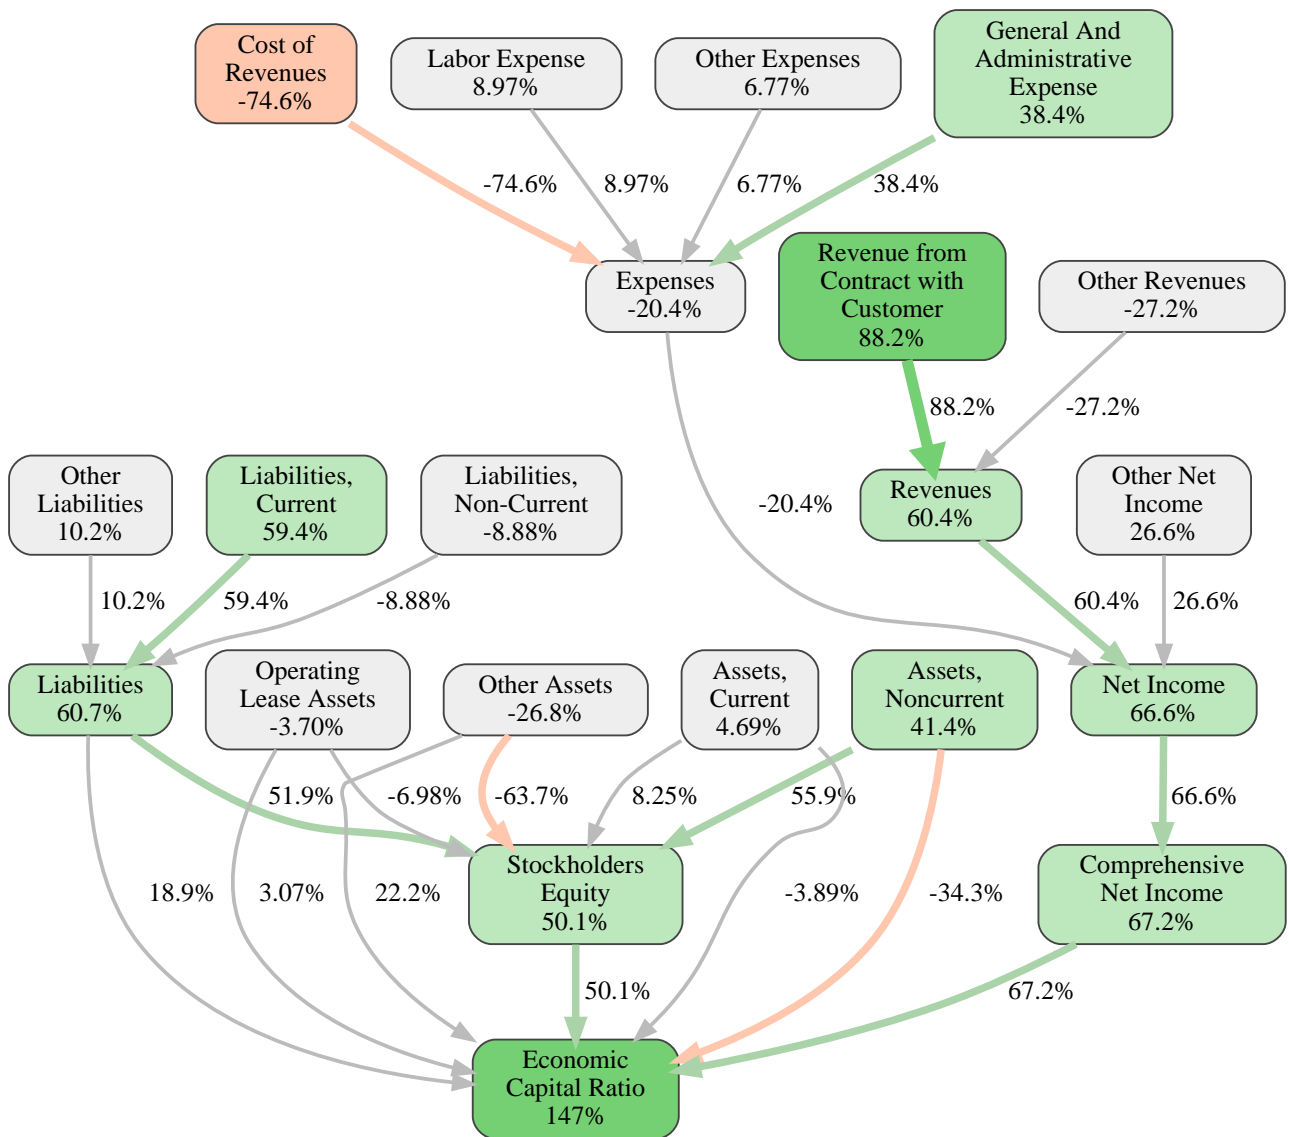 Cost of
Revenues
-74.6%
Labor Expense
8.97%
Other Expenses
6.77%
General And
Administrative
Expense
38.4%
-74.6%
8.97%
6.77%
38.4%
Expenses
-20.4%
Revenue from
Contract with
Customer
88.2%
Other Revenues
-27.2%
88.2%
-27.2%
Other
Liabilities
10.2%
Liabilities,
Current
59.4%
Liabilities,
Non-Current
-8.88%
-20.4%
Revenues
60.4%
Other Net
Income
26.6%
10.2%
59.4%
-8.88%
60.4%
26.6%
Liabilities
60.7%
Operating
Lease Assets
-3.70%
Other Assets
-26.8%
Assets,
Current
4.69%
Assets,
Noncurrent
41.4%
Net Income
66.6%
51.9%
-6.98%
-63.7%
8.25%
55.9%
66.6%
18.9%
3.07%
22.2%
Stockholders
Equity
50.1%
-3.89%
-34.3%
Comprehensive
Net Income
67.2%
50.1%
67.2%
Economic
Capital Ratio
147%